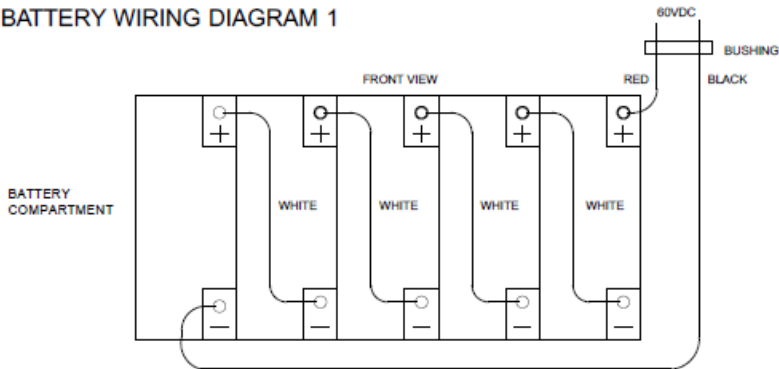 BATTERY WIRING DIAGRAM 1
60VDC
BUSHING
FRONT VIEW
RED
BLACK
+ + + + +
BATTERY
COMPARTMENT
WHITE WHITE WHITE WHITE
− − − − −